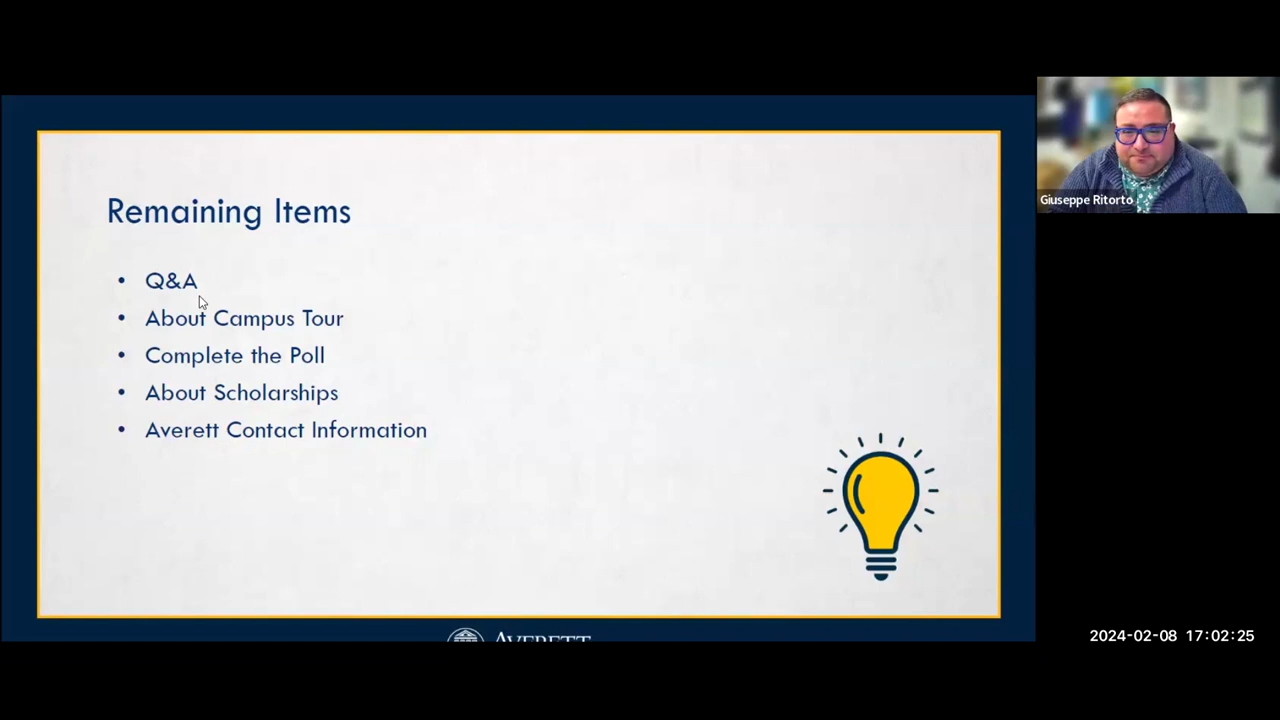 Remaining Items
• Q&A
• About Campus Tour
• Complete the Poll
• About Scholarships
• Averett Contact Information
AVERETT
Giuseppe Ritorto
2024-02-08 17:02:25